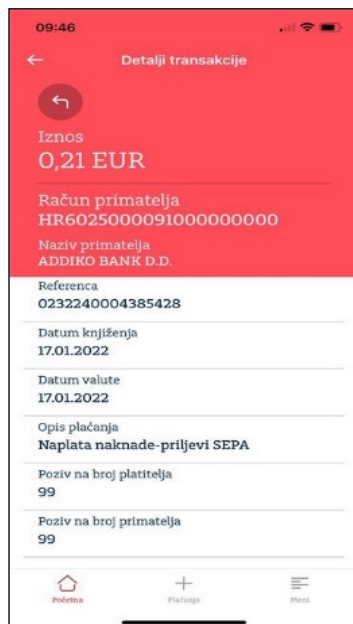 09:46
Detalji transakcije
Iznos
0,21 EUR
Račun primatelja
HR6025000091000000000
Naziv primatelja
ADDIKO BANK D.D.
Referenca
0232240004385428
Datum knjiženja
17.01.2022
Datum valute
17.01.2022
Opis plaćanja
Naplata naknade-priljevi SEPA
Poziv na broj platitelja
99
Poziv na broj primatelja
99
Početna Plaćanja Meni